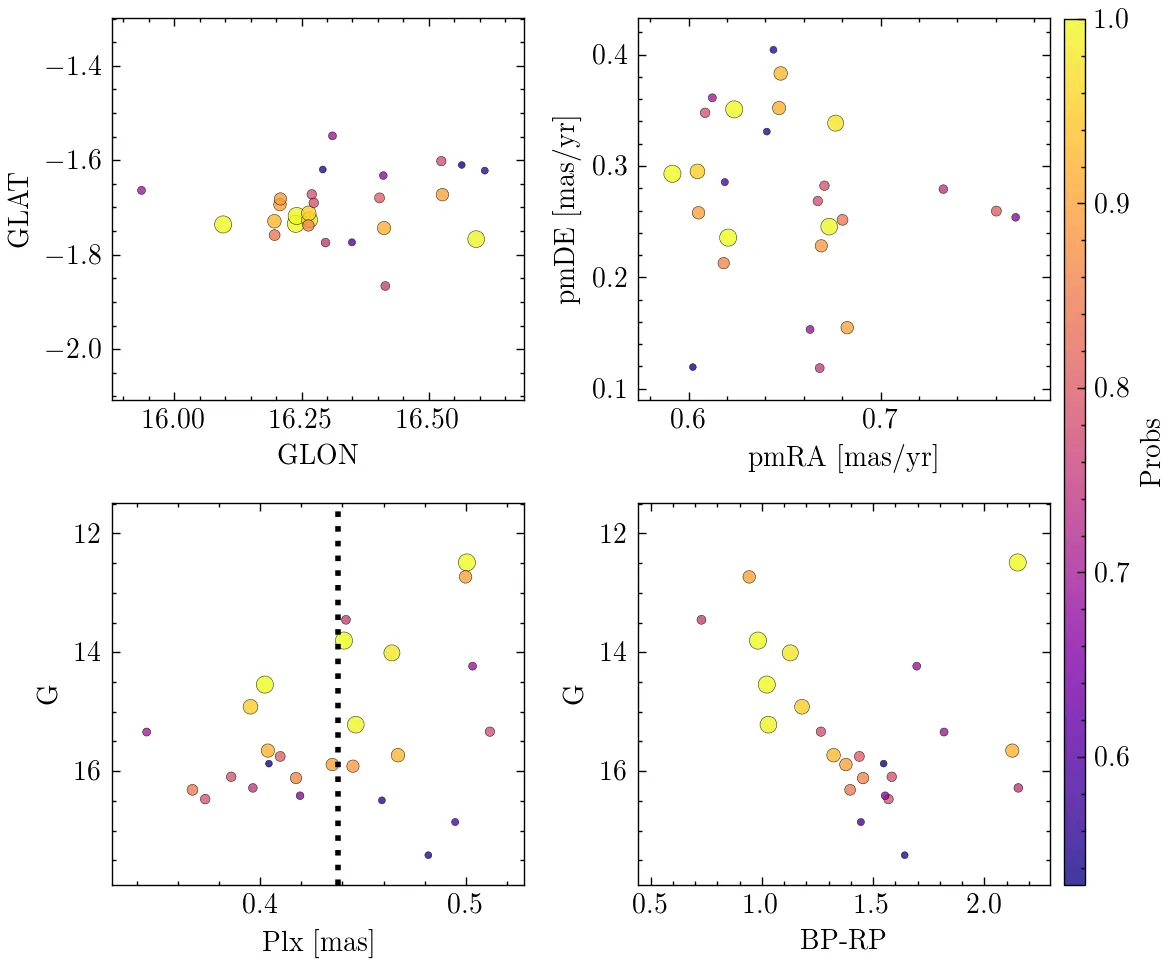 −1.4
−1.6
−1.8
−2.0
GLAT
16.00 16.25 16.50
GLON
0.4
0.3
0.2
0.1
pmDE [mas/yr]
0.6 0.7
pmRA [mas/yr]
12
14
16
G
0.4 0.5
Plx [mas]
12
14
16
G
0.5 1.0 1.5 2.0
BP-RP
1.0
0.9
0.8
0.7
0.6
Probs